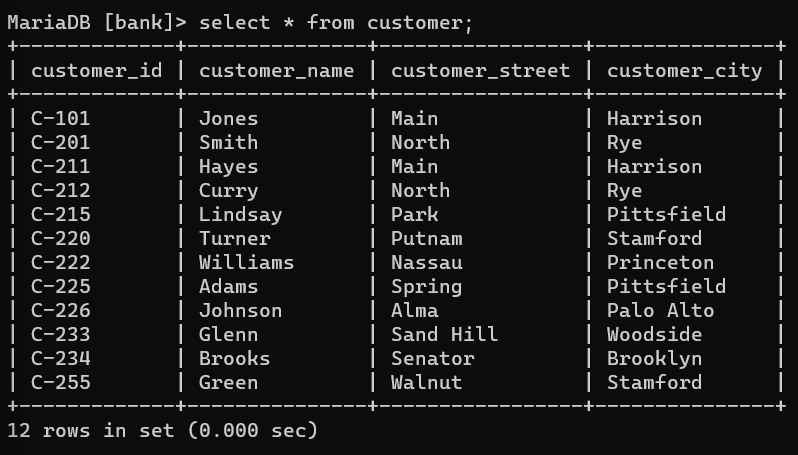 MariaDB [bank]> select * from customer;
+-------------+---------------+-----------------+---------------+
| customer_id | customer_name | customer_street | customer_city |
+-------------+---------------+-----------------+---------------+
| C-101       | Jones         | Main            | Harrison      |
| C-201       | Smith         | North           | Rye           |
| C-211       | Hayes         | Main            | Harrison      |
| C-212       | Curry         | North           | Rye           |
| C-215       | Lindsay       | Park            | Pittsfield    |
| C-220       | Turner        | Putnam          | Stamford      |
| C-222       | Williams      | Nassau          | Princeton     |
| C-225       | Adams         | Spring          | Pittsfield    |
| C-226       | Johnson       | Alma            | Palo Alto     |
| C-233       | Glenn         | Sand Hill       | Woodside      |
| C-234       | Brooks        | Senator         | Brooklyn      |
| C-255       | Green         | Walnut          | Stamford      |
+-------------+---------------+-----------------+---------------+
12 rows in set (0.000 sec)